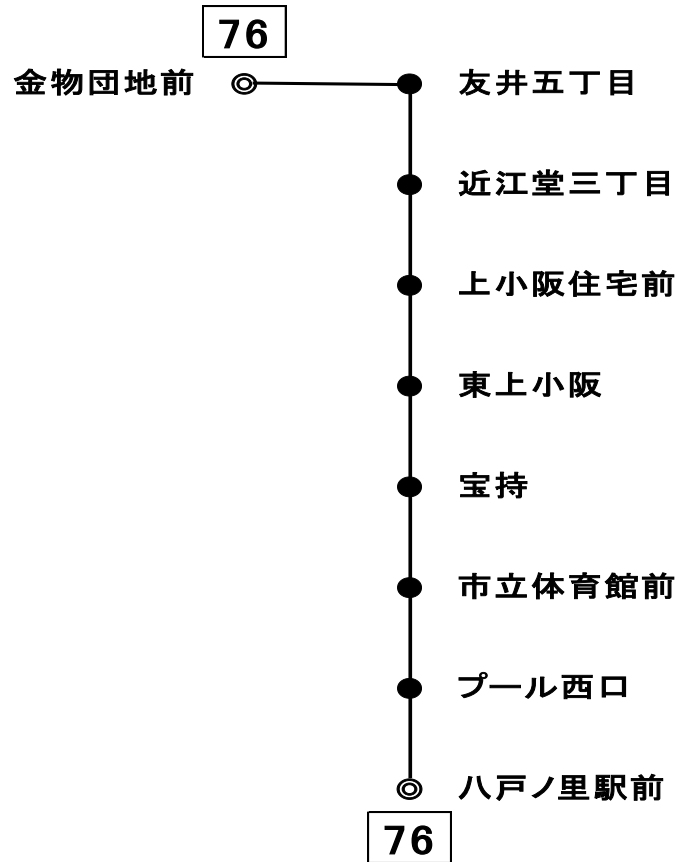 76
金物団地前
友井五丁目
近江堂三丁目
上小阪住宅前
東上小阪
宝持
市立体育館前
プール西口
八戸ノ里駅前
76